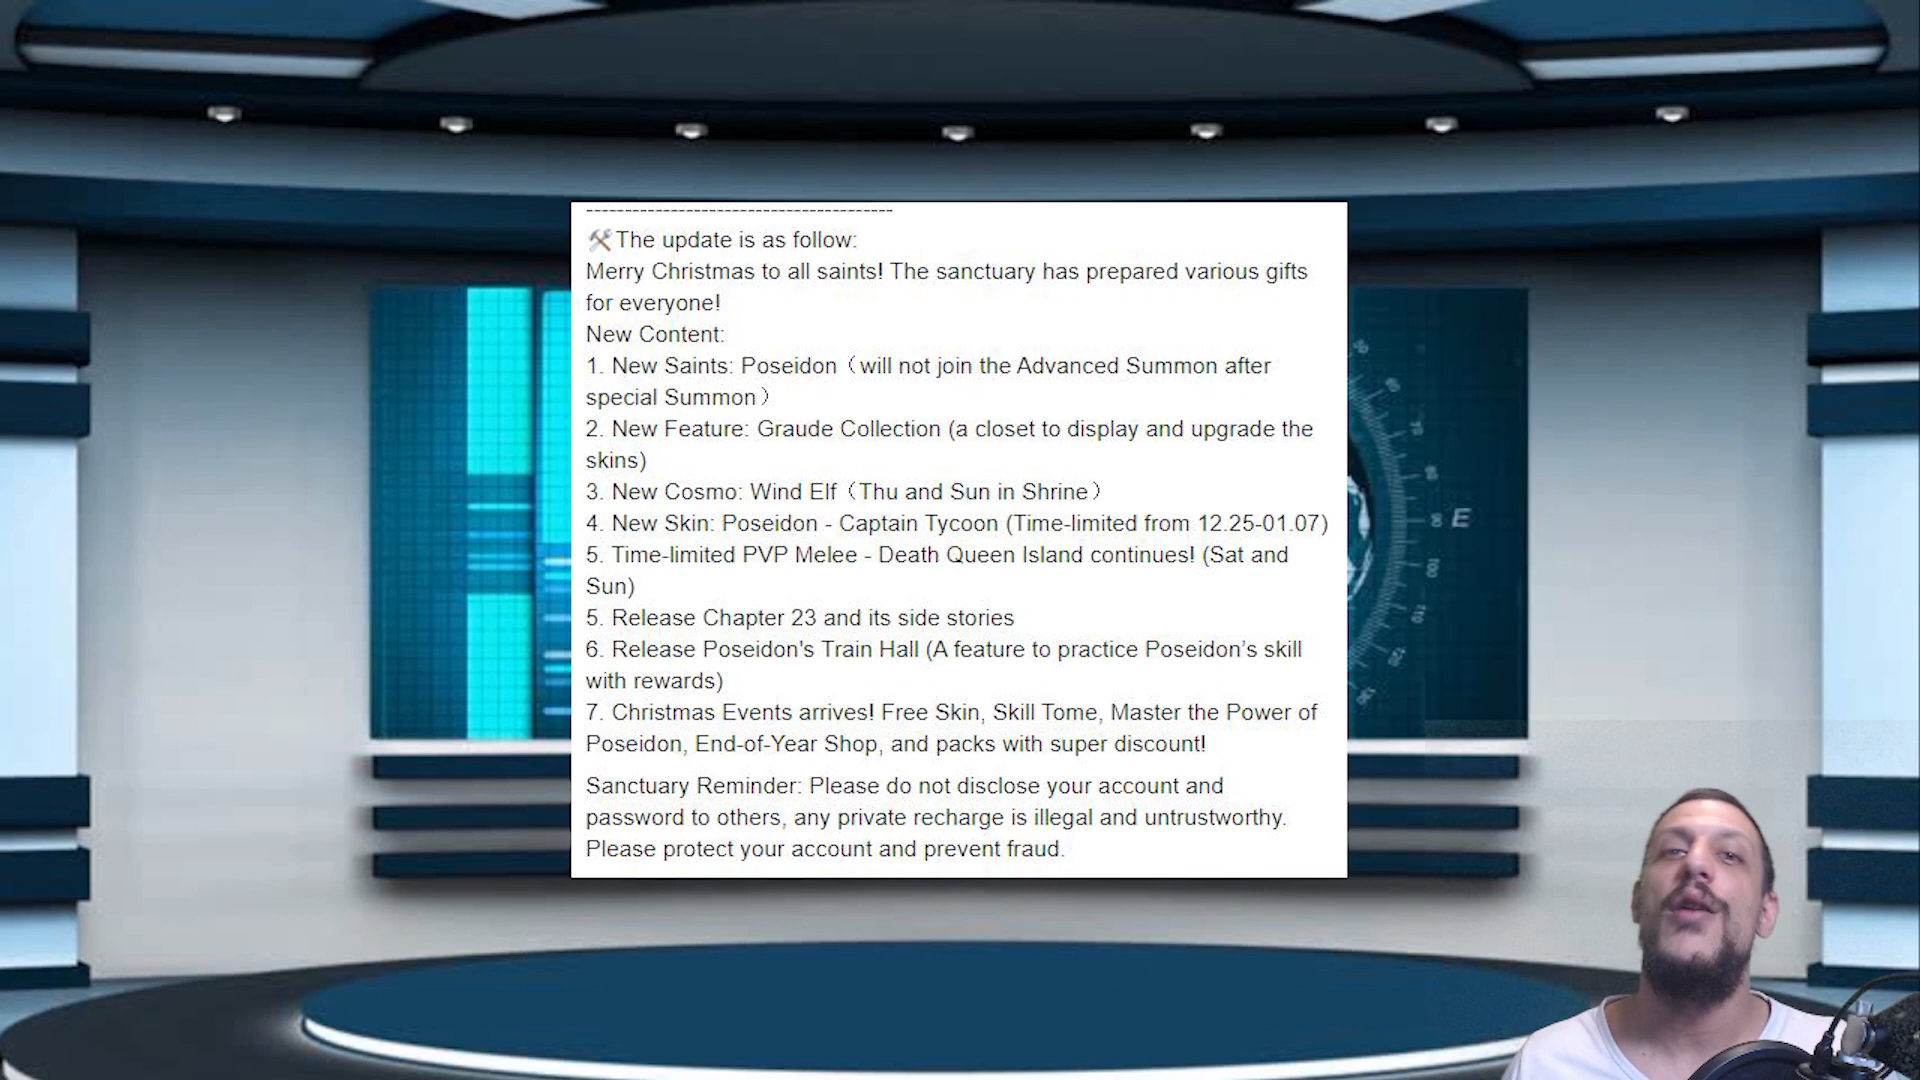 ---------------------------------------
⚒The update is as follow:
Merry Christmas to all saints! The sanctuary has prepared various gifts
for everyone!
New Content:
1. New Saints: Poseidon（will not join the Advanced Summon after
special Summon）
2. New Feature: Graude Collection (a closet to display and upgrade the
skins)
3. New Cosmo: Wind Elf（Thu and Sun in Shrine）
4. New Skin: Poseidon - Captain Tycoon (Time-limited from 12.25-01.07)
5. Time-limited PVP Melee - Death Queen Island continues! (Sat and
Sun)
5. Release Chapter 23 and its side stories
6. Release Poseidon's Train Hall (A feature to practice Poseidon’s skill
with rewards)
7. Christmas Events arrives! Free Skin, Skill Tome, Master the Power of
Poseidon, End-of-Year Shop, and packs with super discount!
Sanctuary Reminder: Please do not disclose your account and
password to others, any private recharge is illegal and untrustworthy.
Please protect your account and prevent fraud.
E